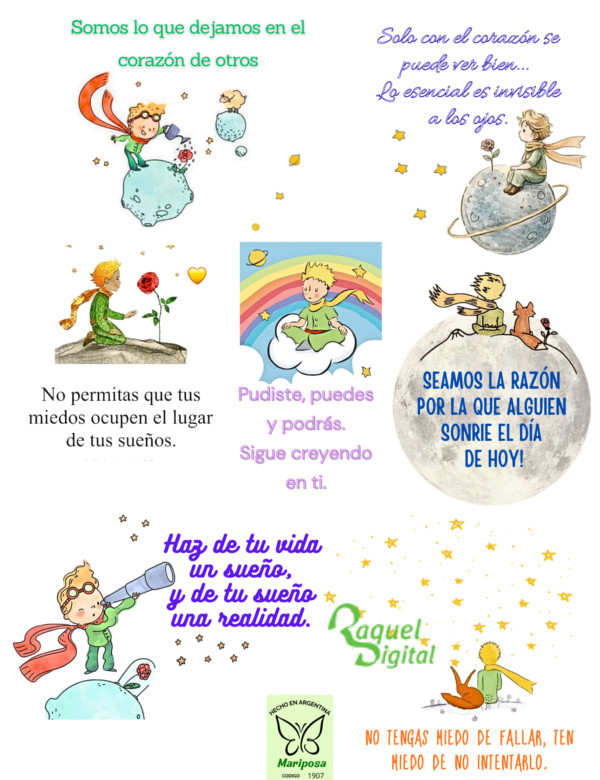 Somos lo que dejamos en el
corazón de otros
Solo con el corazón se
puede ver bien...
Lo esencial es invisible
a los ojos.
No permitas que tus
miedos ocupen el lugar
de tus sueños.
Pudiste, puedes
y podrás.
Sigue creyendo
en ti.
SEAMOS LA RAZÓN
POR LA QUE ALGUIEN
SONRIE EL DÍA
DE HOY!
Haz de tu vida
un sueño,
y de tu sueño
una realidad.
Raquel
Digital
HECHO EN ARGENTINA
Mariposa
CODIGO 1907
NO TENGAS MIEDO DE FALLAR, TEN
MIEDO DE NO INTENTARLO.